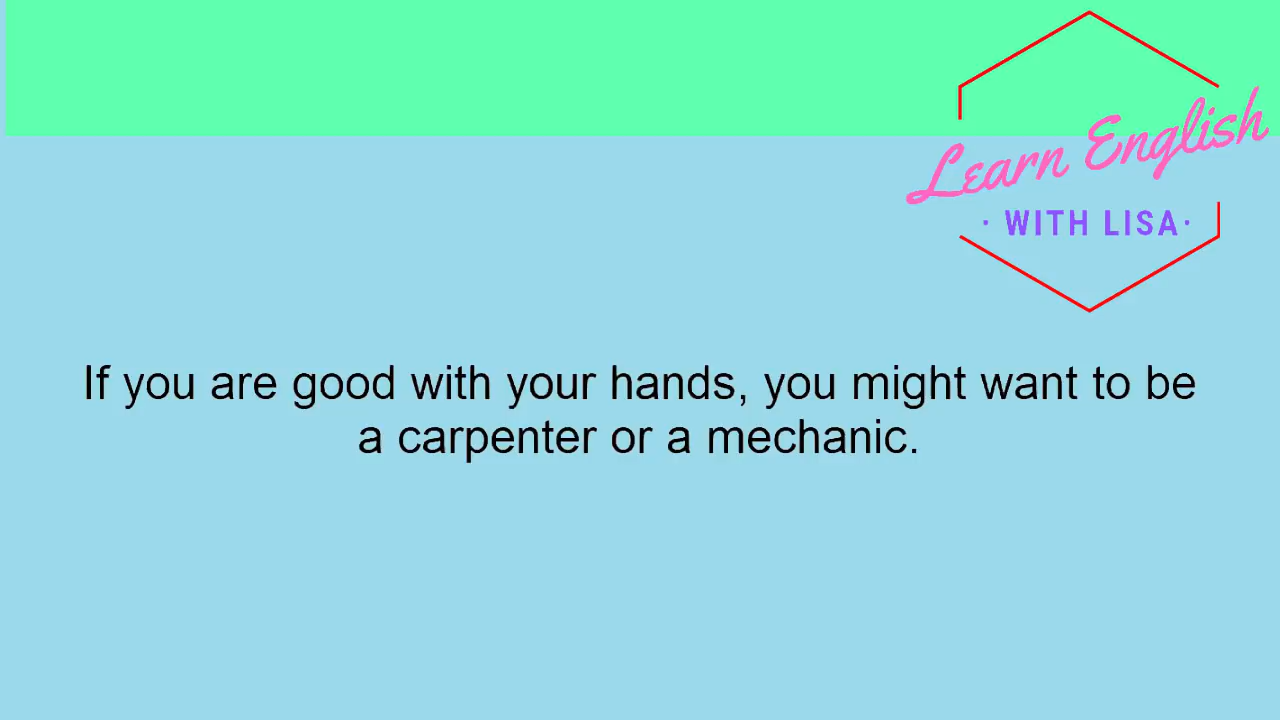 Learn English
· WITH LISA·
If you are good with your hands, you might want to be
a carpenter or a mechanic.